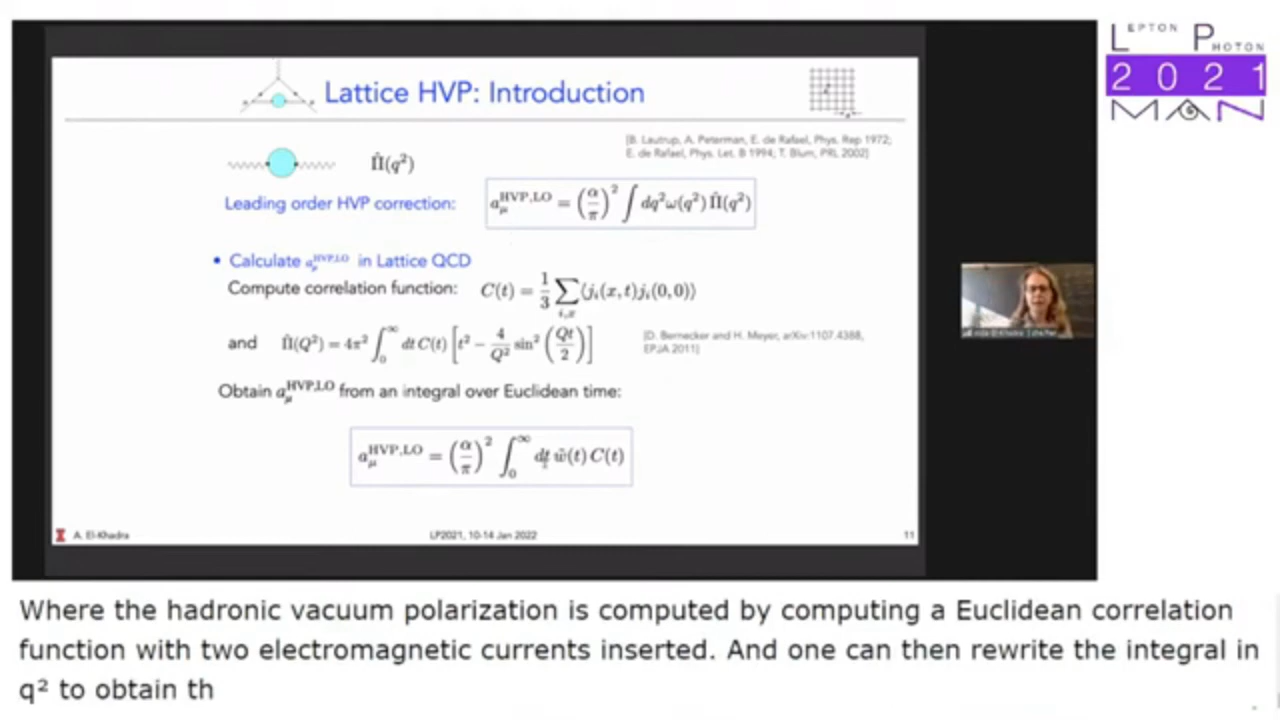 LEPTON PHOTON
2021
MAN
Lattice HVP: Introduction
[B. Lautrup, A. Peterman, E. de Rafael, Phys. Rep 1972;
E. de Rafael, Phys. Let. B 1994; T. Blum, PRL 2002]
Π̂(q²)
Leading order HVP correction: a_μ^{HVP,LO} = (α/π)² ∫ dq² ω(q²) Π̂(q²)
• Calculate a_μ^{HVP,LO} in Lattice QCD
Compute correlation function: C(t) = 1/3 ∑_{i,x} ⟨j_i(x,t)j_i(0,0)⟩
and Π̂(Q²) = 4π² ∫_0^∞ dt C(t) [t² − 4/Q² sin² (Qt/2)]
[D. Bernecker and H. Meyer, arXiv:1107.4388,
EPJA 2011]
Obtain a_μ^{HVP,LO} from an integral over Euclidean time:
a_μ^{HVP,LO} = (α/π)² ∫_0^∞ dt w̃(t) C(t)
A. El-Khadra LP2021, 10-14 Jan 2022 11
Where the hadronic vacuum polarization is computed by computing a Euclidean correlation
function with two electromagnetic currents inserted. And one can then rewrite the integral in
q² to obtain th